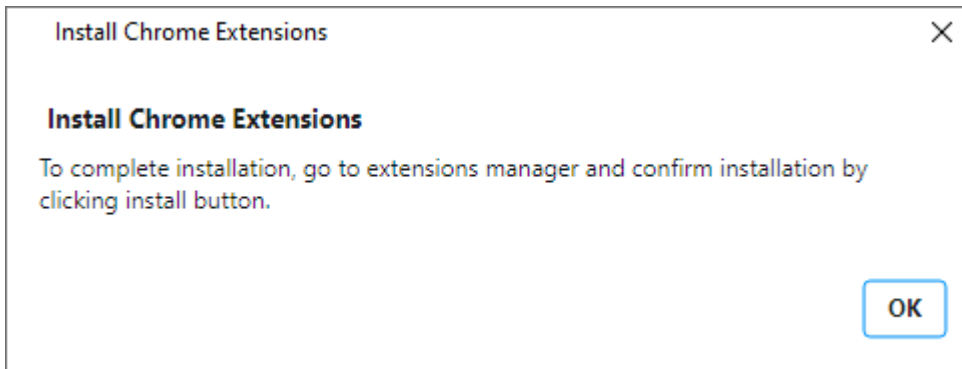 Install Chrome Extensions
Install Chrome Extensions
To complete installation, go to extensions manager and confirm installation by
clicking install button.
OK